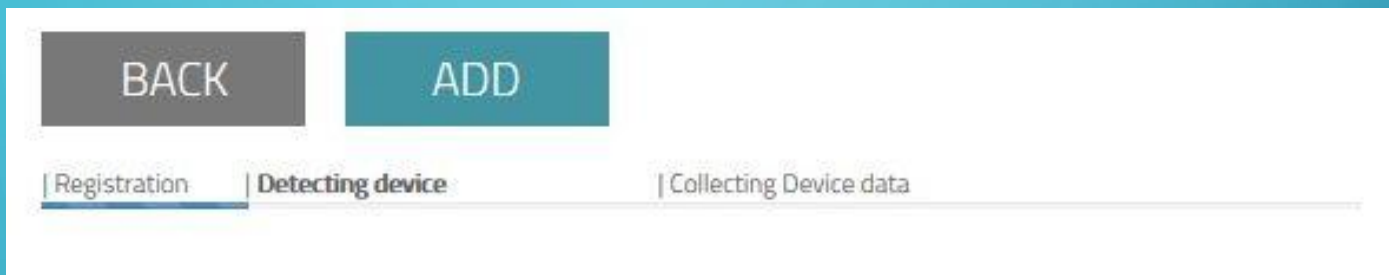 BACK ADD
| Registration | Detecting device | Collecting Device data